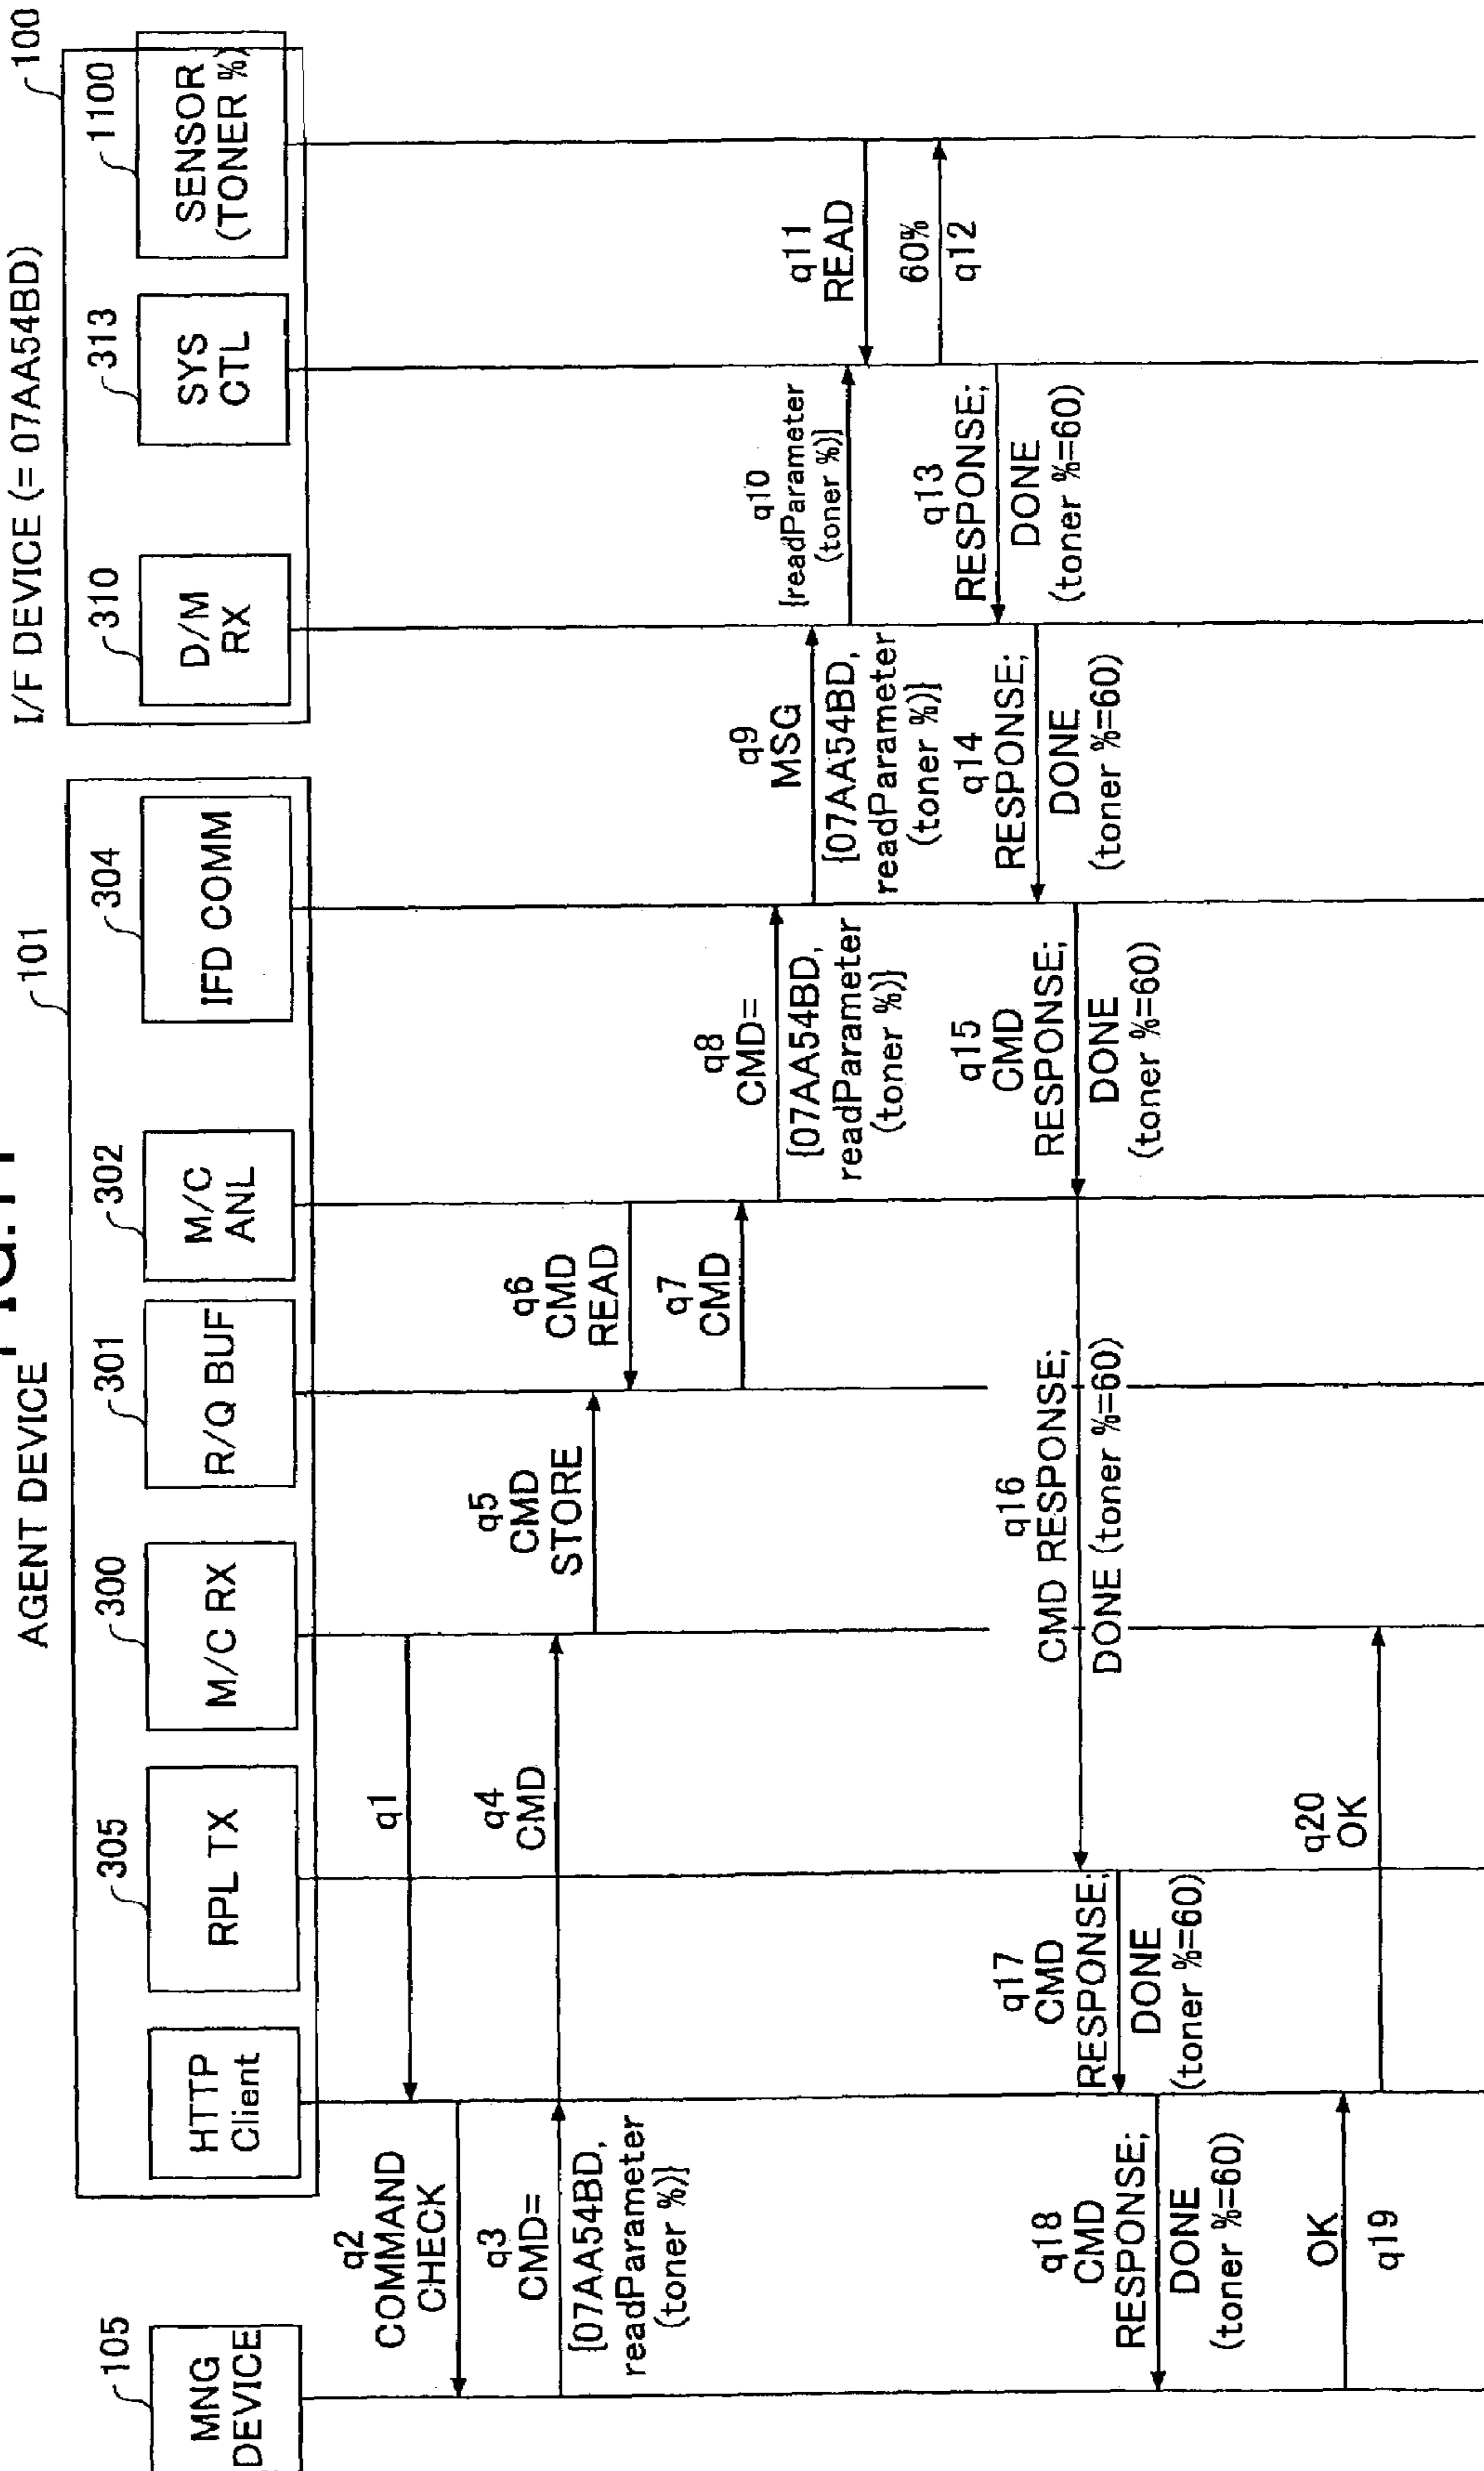 AGENT DEVICE
I/F DEVICE (= 07AA54BD)
105
305
300
301
302
304
101
310
313
1100
100
MNG
DEVICE
HTTP
Client
RPL TX
M/C RX
R/Q BUF
M/C
ANL
IFD COMM
D/M
RX
SYS
CTL
SENSOR
(TONER %)
q1
q2
COMMAND
CHECK
q3
CMD=
[07AA54BD,
readParameter
(toner %)]
q4
CMD
q5
CMD
STORE
q6
CMD
READ
q7
CMD
q8
CMD=
[07AA54BD,
readParameter
(toner %)]
q9
MSG
[07AA54BD,
readParameter
(toner %)]
q10
[readParameter
(toner %)]
q11
READ
60%
q12
q13
RESPONSE;
DONE
(toner %=60)
q14
RESPONSE;
DONE
(toner %=60)
q15
CMD
RESPONSE;
DONE
(toner %=60)
q16
CMD RESPONSE;
DONE (toner %=60)
q17
CMD
RESPONSE;
DONE
(toner %=60)
q18
CMD
RESPONSE;
DONE
(toner %=60)
OK
q19
q20
OK